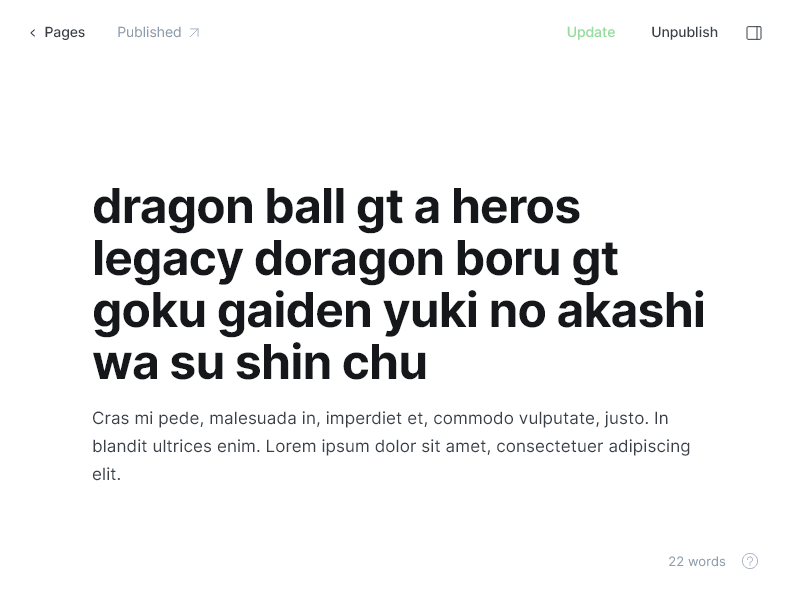 Pages
Published
Update
Unpublish
dragon ball gt a heros
legacy doragon boru gt
goku gaiden yuki no akashi
wa su shin chu
Cras mi pede, malesuada in, imperdiet et, commodo vulputate, justo. In
blandit ultrices enim. Lorem ipsum dolor sit amet, consectetuer adipiscing
elit.
22 words
?